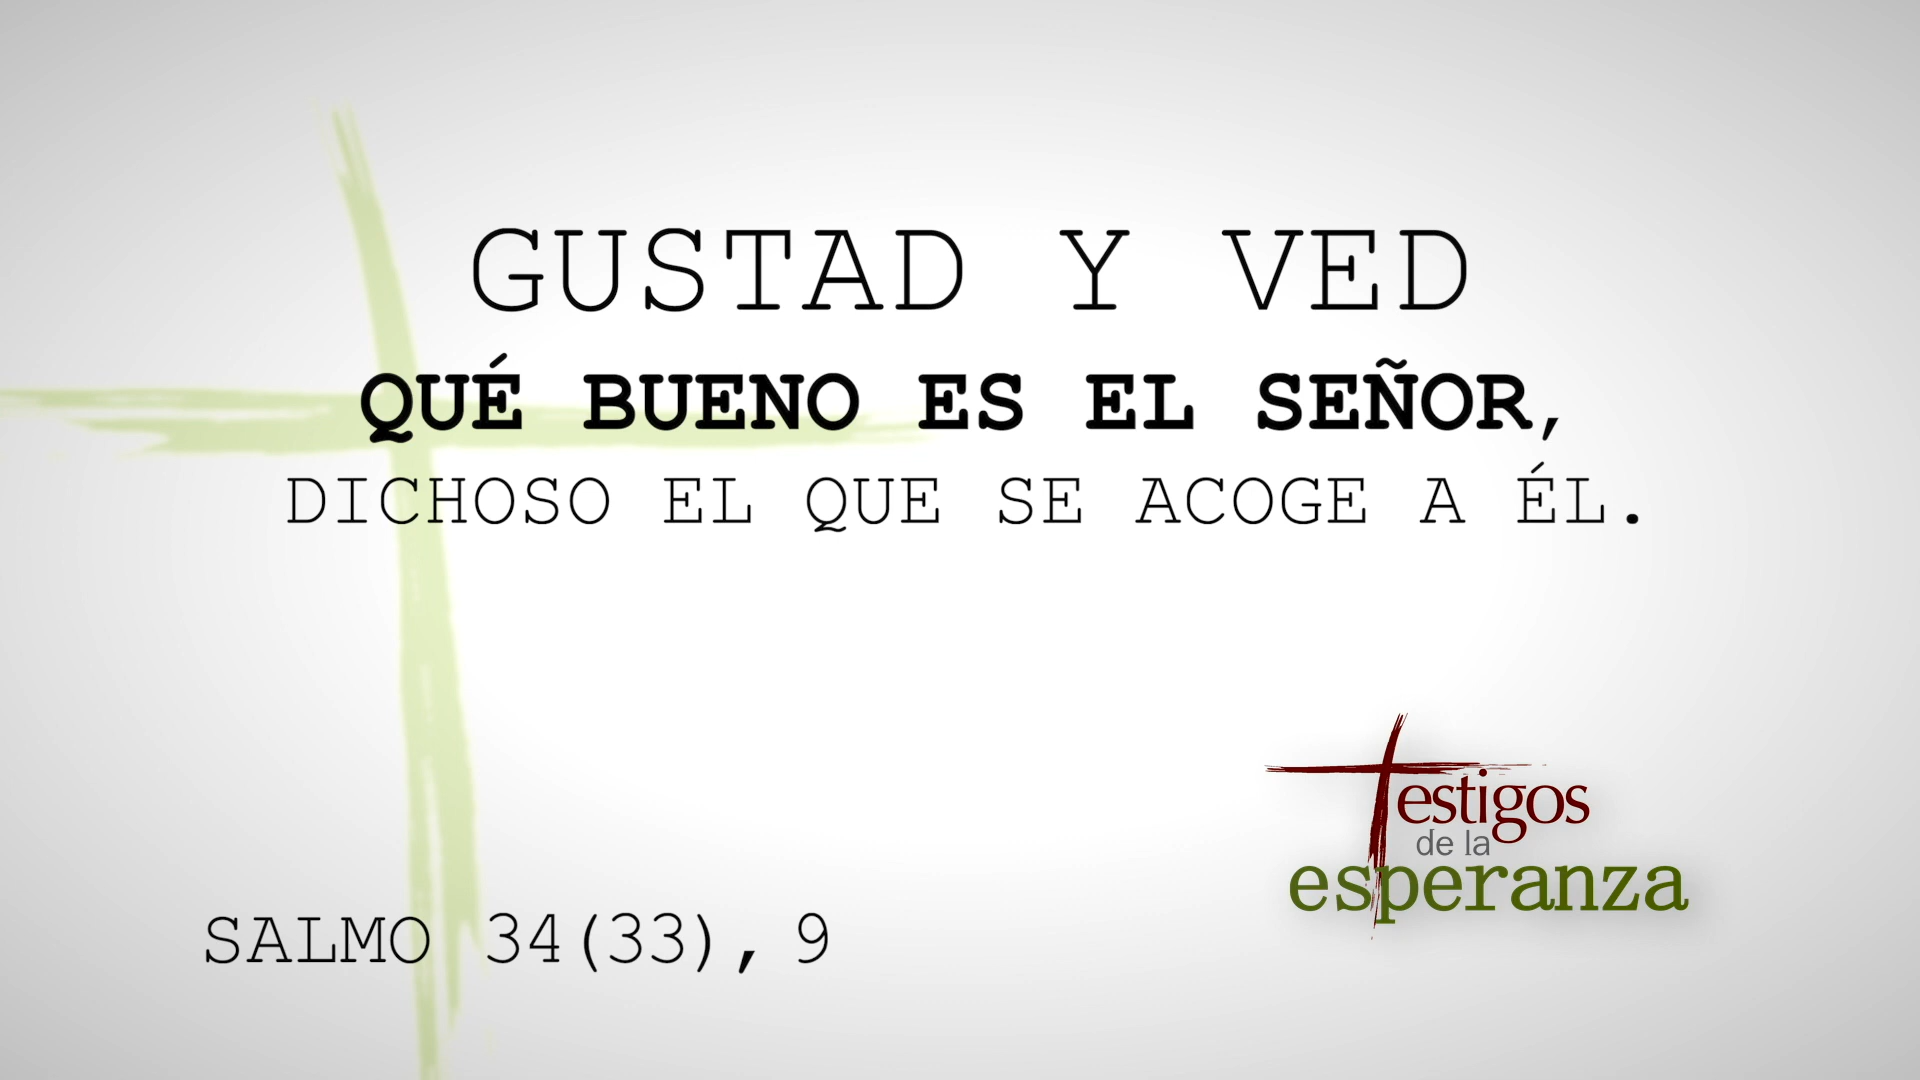 GUSTAD Y VED
QUÉ BUENO ES EL SEÑOR,
DICHOSO EL QUE SE ACOGE A ÉL.
testigos
de la
esperanza
SALMO 34(33), 9